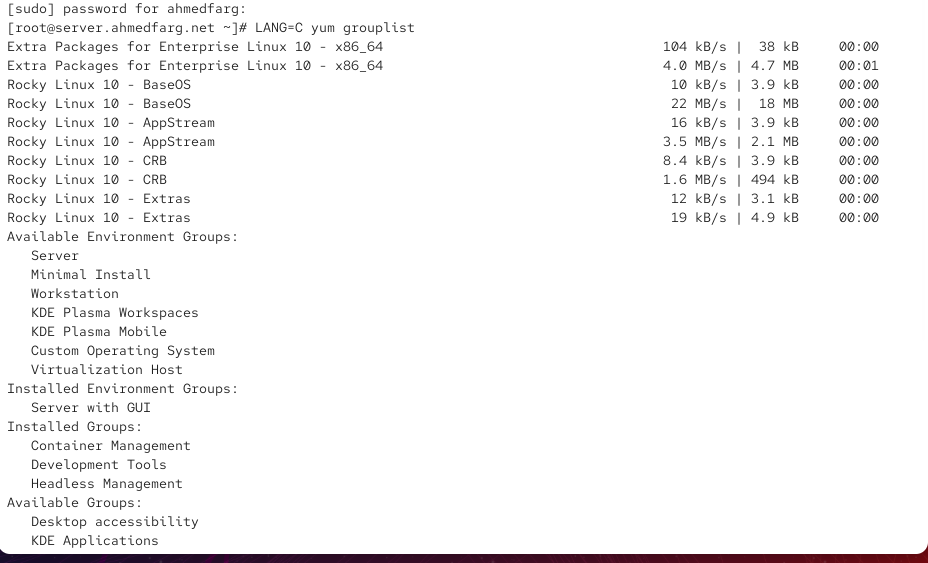 [sudo] password for ahmedfarg:
[root@server.ahmedfarg.net ~]# LANG=C yum grouplist
Extra Packages for Enterprise Linux 10 - x86_64 104 kB/s | 38 kB 00:00
Extra Packages for Enterprise Linux 10 - x86_64 4.0 MB/s | 4.7 MB 00:01
Rocky Linux 10 - BaseOS 10 kB/s | 3.9 kB 00:00
Rocky Linux 10 - BaseOS 22 MB/s | 18 MB 00:00
Rocky Linux 10 - AppStream 16 kB/s | 3.9 kB 00:00
Rocky Linux 10 - AppStream 3.5 MB/s | 2.1 MB 00:00
Rocky Linux 10 - CRB 8.4 kB/s | 3.9 kB 00:00
Rocky Linux 10 - CRB 1.6 MB/s | 494 kB 00:00
Rocky Linux 10 - Extras 12 kB/s | 3.1 kB 00:00
Rocky Linux 10 - Extras 19 kB/s | 4.9 kB 00:00
Available Environment Groups:
Server
Minimal Install
Workstation
KDE Plasma Workspaces
KDE Plasma Mobile
Custom Operating System
Virtualization Host
Installed Environment Groups:
Server with GUI
Installed Groups:
Container Management
Development Tools
Headless Management
Available Groups:
Desktop accessibility
KDE Applications